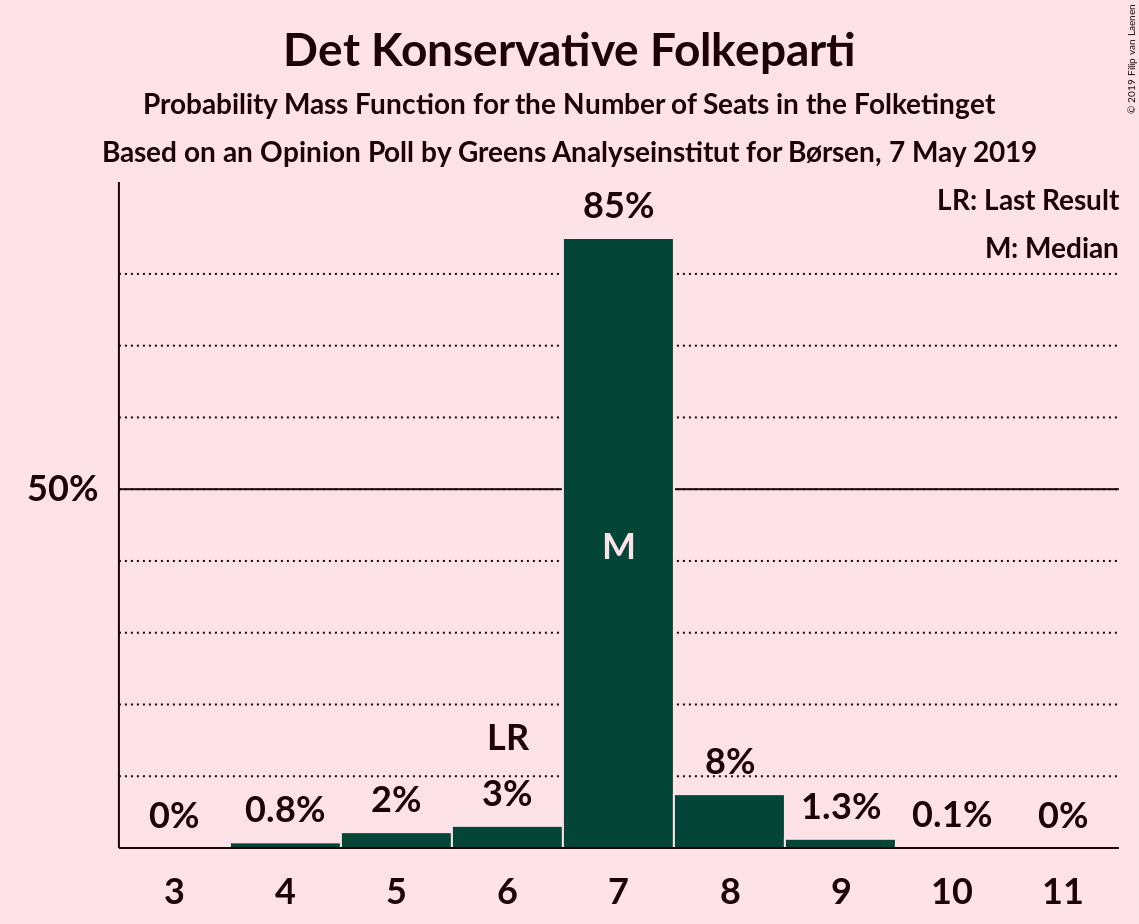 Det Konservative Folkeparti
Probability Mass Function for the Number of Seats in the Folketinget
Based on an Opinion Poll by Greens Analyseinstitut for Børsen, 7 May 2019
© 2019 Filip van Laenen
LR: Last Result
M: Median
85%
50%
M
LR
0% 0.8% 2% 3% 8% 1.3% 0.1% 0%
3 4 5 6 7 8 9 10 11